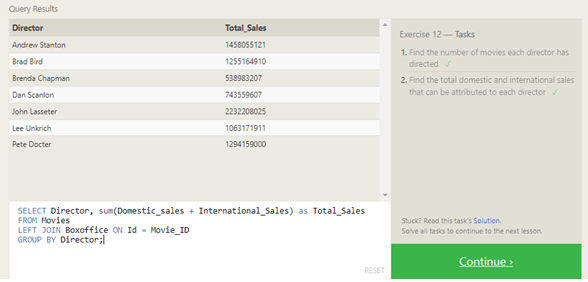 Query Results
Director Total_Sales
Andrew Stanton 1458055121
Brad Bird 1255164910
Brenda Chapman 538983207
Dan Scanlon 743559607
John Lasseter 2232208025
Lee Unkrich 1063171911
Pete Docter 1294159000
SELECT Director, sum(Domestic_sales + International_Sales) as Total_Sales
FROM Movies
LEFT JOIN Boxoffice ON Id = Movie_ID
GROUP BY Director;
RESET
Exercise 12 — Tasks
1. Find the number of movies each director has
directed ✓
2. Find the total domestic and international sales
that can be attributed to each director ✓
Stuck? Read this task's Solution.
Solve all tasks to continue to the next lesson.
Continue ›